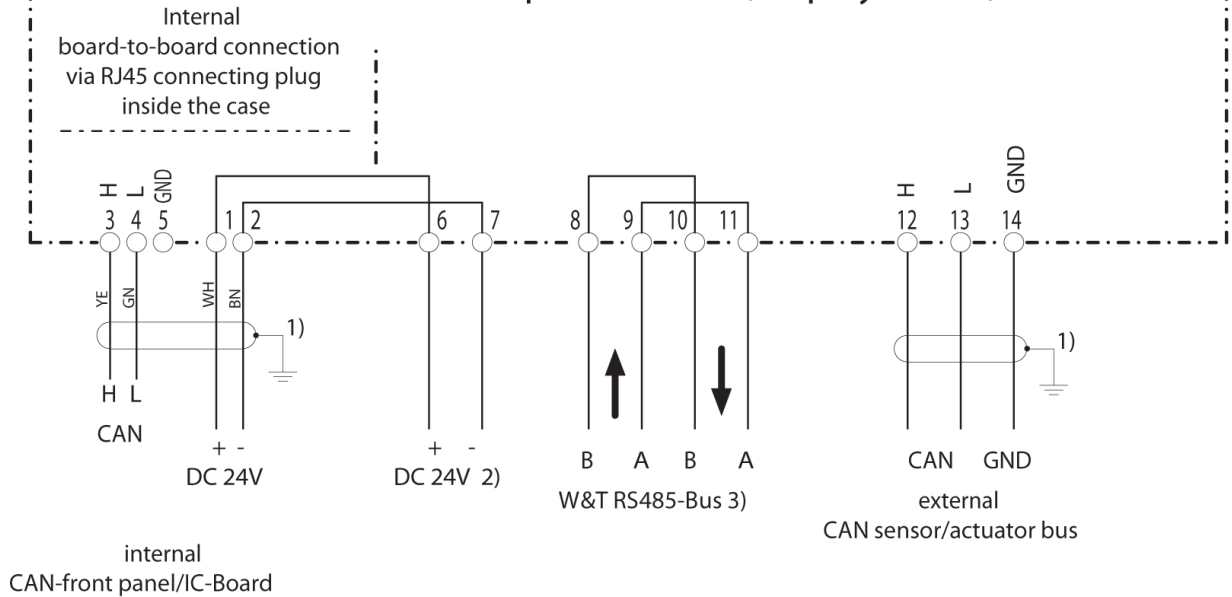 Internal
board-to-board connection
via RJ45 connecting plug
inside the case
H L GND H L GND
3 4 5 1 2 6 7 8 9 10 11 12 13 14
YE GN WH BN
1) 1)
H L
CAN
+ - + -
DC 24V DC 24V 2)
B A B A CAN GND
W&T RS485-Bus 3) external
CAN sensor/actuator bus
internal
CAN-front panel/IC-Board